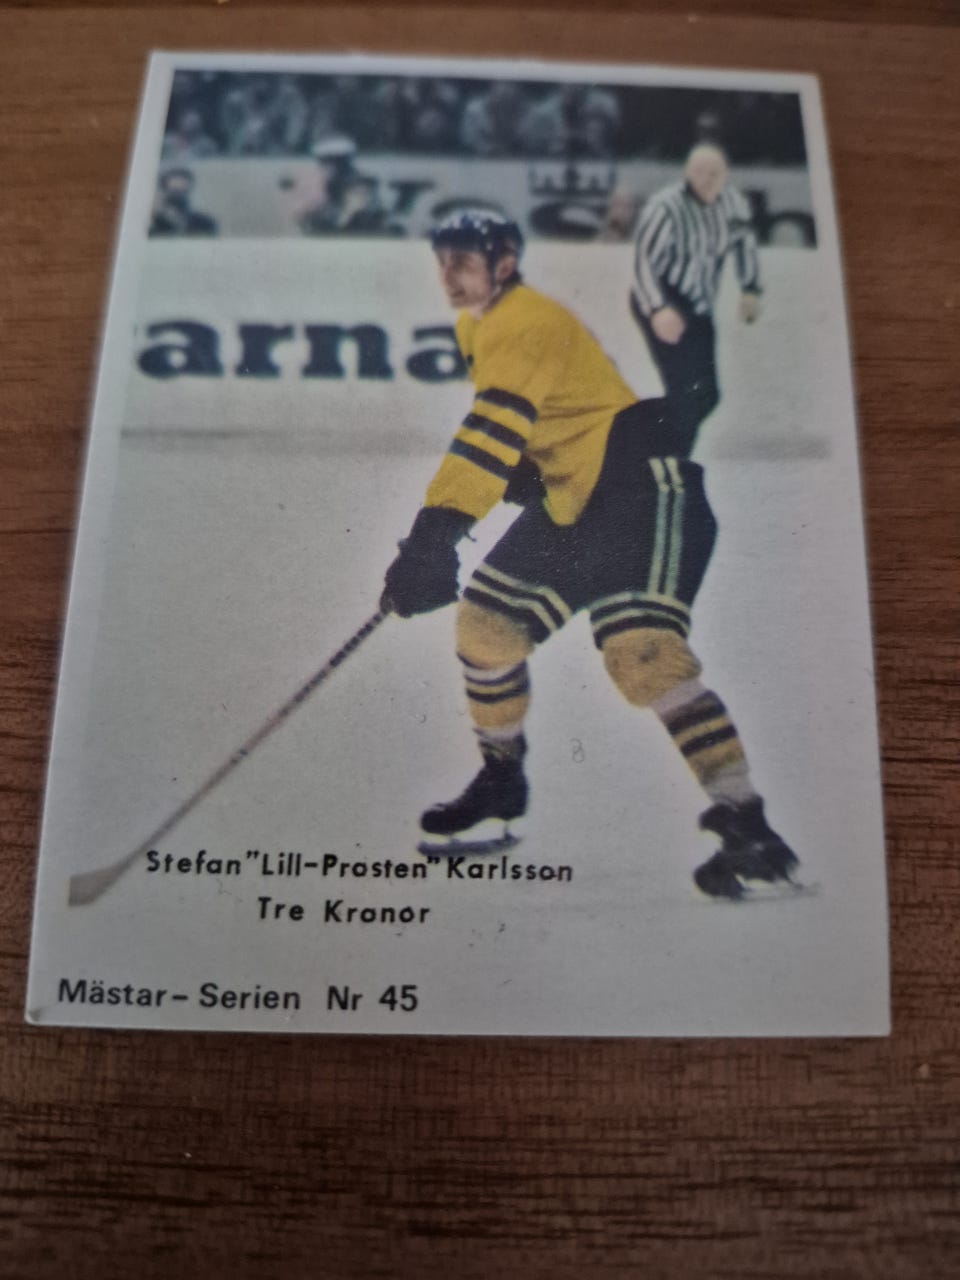 arna
Stefan "Lill-Prosten" Karlsson
Tre Kronor
Mästar-Serien Nr 45